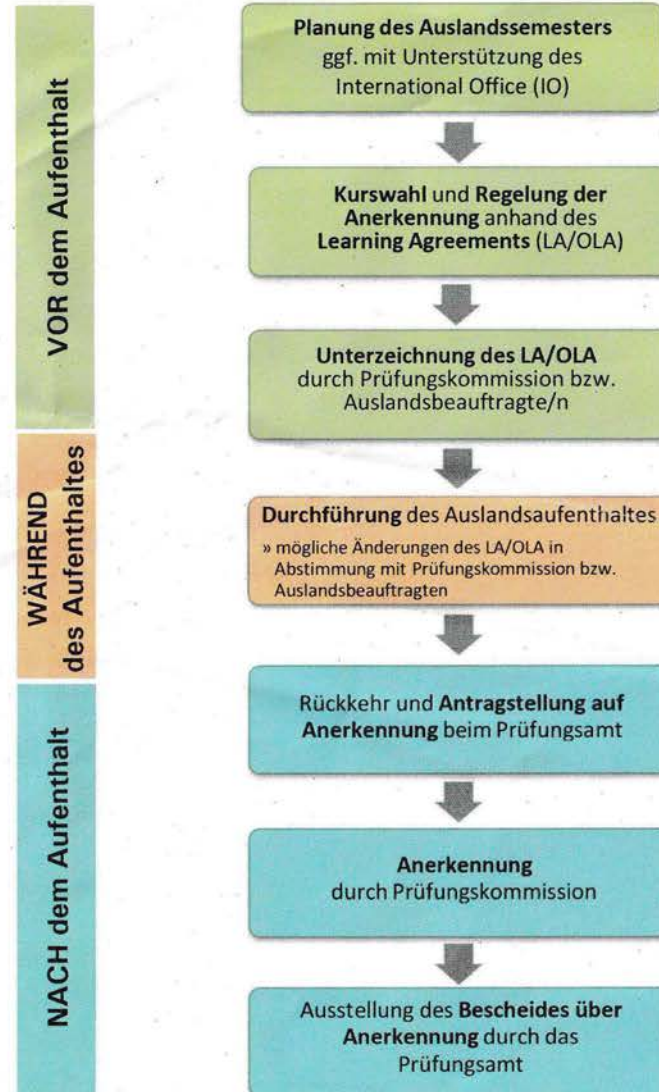 VOR dem Aufenthalt
Planung des Auslandssemesters
ggf. mit Unterstützung des
International Office (IO)
Kurswahl und Regelung der
Anerkennung anhand des
Learning Agreements (LA/OLA)
Unterzeichnung des LA/OLA
durch Prüfungskommission bzw.
Auslandsbeauftragte/n
WÄHREND
des Aufenthaltes
Durchführung des Auslandsaufenthaltes
» mögliche Änderungen des LA/OLA in
Abstimmung mit Prüfungskommission bzw.
Auslandsbeauftragten
NACH dem Aufenthalt
Rückkehr und Antragstellung auf
Anerkennung beim Prüfungsamt
Anerkennung
durch Prüfungskommission
Ausstellung des Bescheides über
Anerkennung durch das
Prüfungsamt